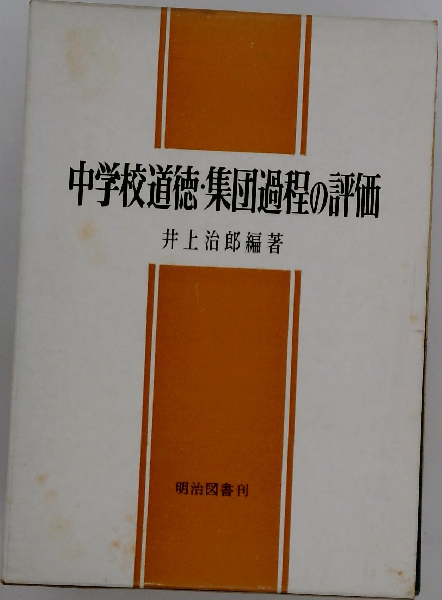 中学校道徳・集団過程の評価
井上治郎編著
明治図書刊